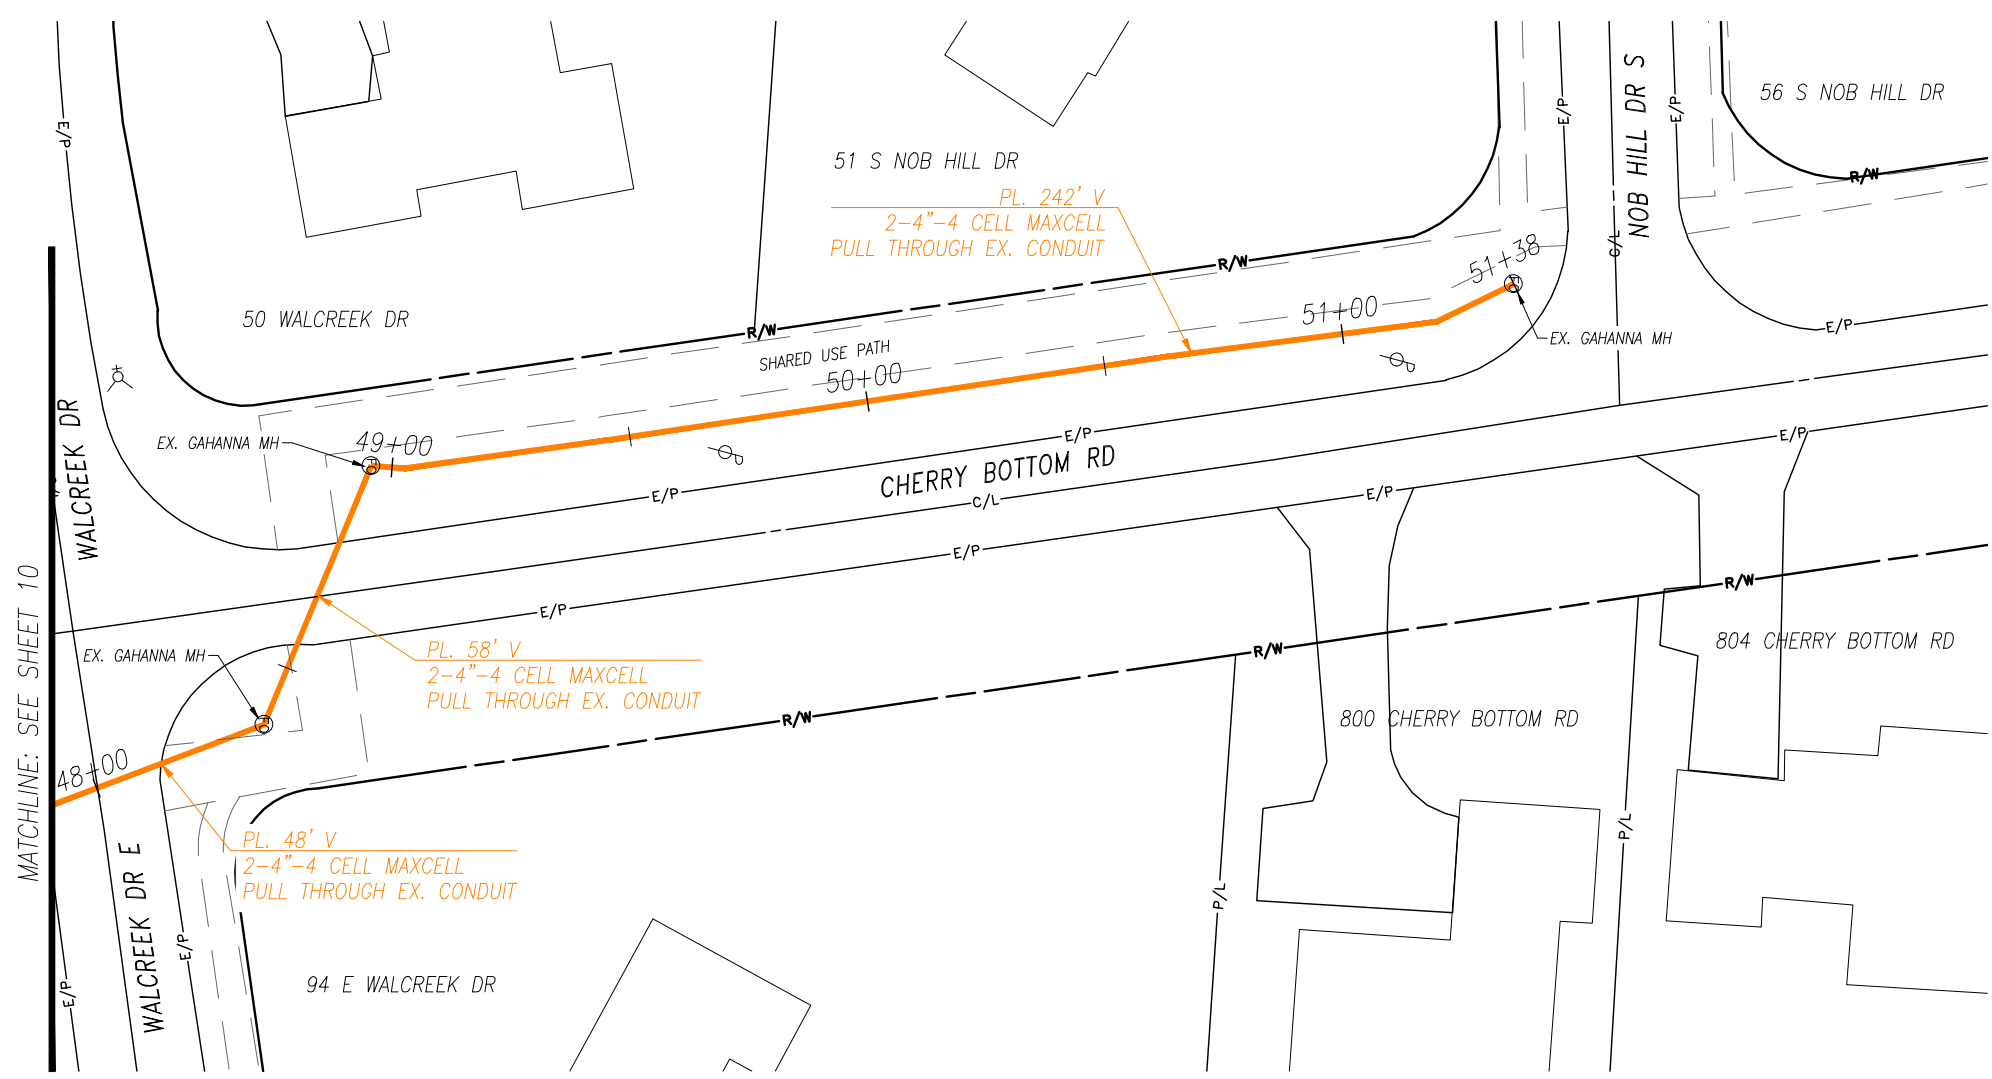 NOB HILL DR S
56 S NOB HILL DR
E/P
E/P
E/P
R/W
51 S NOB HILL DR
PL. 242' V
2-4"-4 CELL MAXCELL
PULL THROUGH EX. CONDUIT
C/L
51+38
R/W
50 WALCREEK DR
R/W
51+00
EX. GAHANNA MH
E/P
SHARED USE PATH
50+00
WALCREEK DR
EX. GAHANNA MH
49+00
E/P
E/P
E/P
CHERRY BOTTOM RD
E/P
C/L
E/P
E/P
MATCHLINE: SEE SHEET 10
EX. GAHANNA MH
PL. 58' V
2-4"-4 CELL MAXCELL
PULL THROUGH EX. CONDUIT
R/W
R/W
804 CHERRY BOTTOM RD
R/W
800 CHERRY BOTTOM RD
48+00
PL. 48' V
2-4"-4 CELL MAXCELL
PULL THROUGH EX. CONDUIT
P/L
P/L
WALCREEK DR E
E/P
E/P
94 E WALCREEK DR